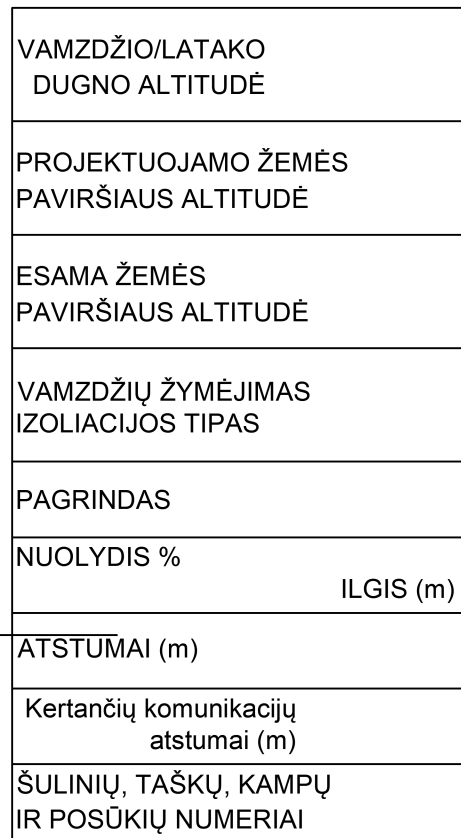 VAMZDŽIO/LATAKO
DUGNO ALTITUDĖ
PROJEKTUOJAMO ŽEMĖS
PAVIRŠIAUS ALTITUDĖ
ESAMA ŽEMĖS
PAVIRŠIAUS ALTITUDĖ
VAMZDŽIŲ ŽYMĖJIMAS
IZOLIACIJOS TIPAS
PAGRINDAS
NUOLYDIS %
ILGIS (m)
ATSTUMAI (m)
Kertančių komunikacijų
atstumai (m)
ŠULINIŲ, TAŠKŲ, KAMPŲ
IR POSŪKIŲ NUMERIAI